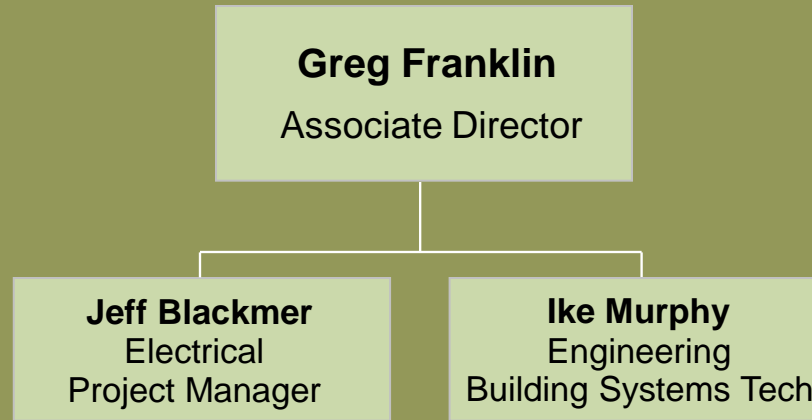 Greg Franklin
Associate Director
Jeff Blackmer
Electrical
Project Manager
Ike Murphy
Engineering
Building Systems Tech